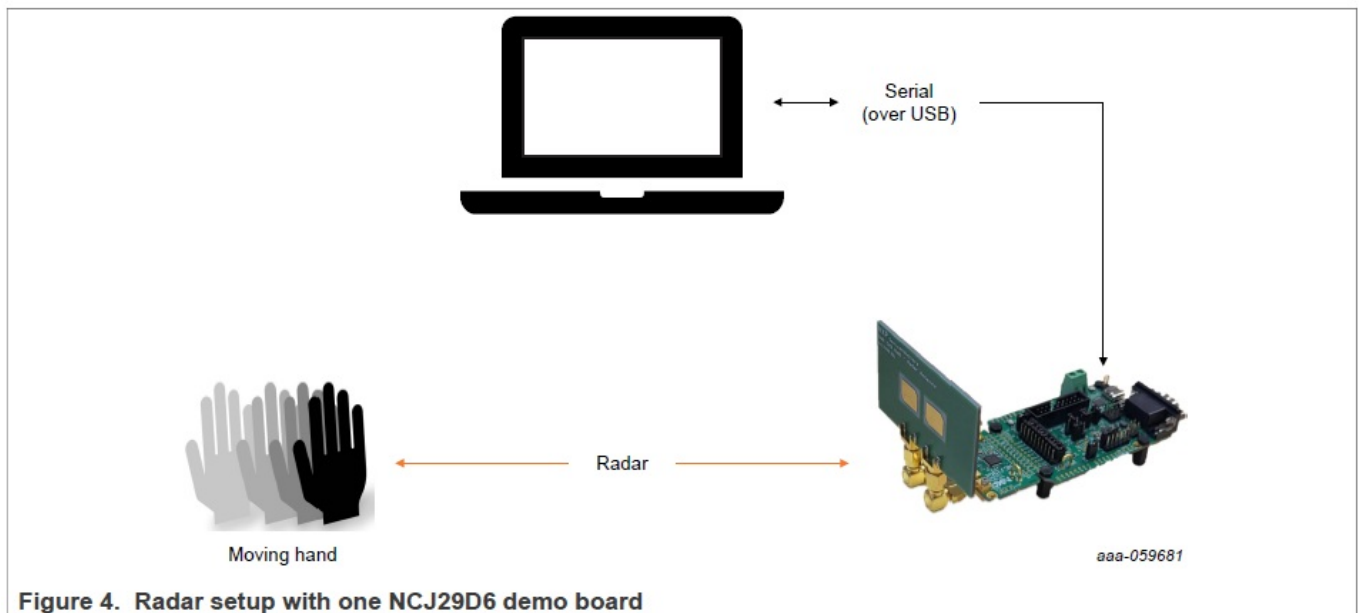 Serial
(over USB)
Radar
Moving hand
aaa-059681
Figure 4. Radar setup with one NCJ29D6 demo board